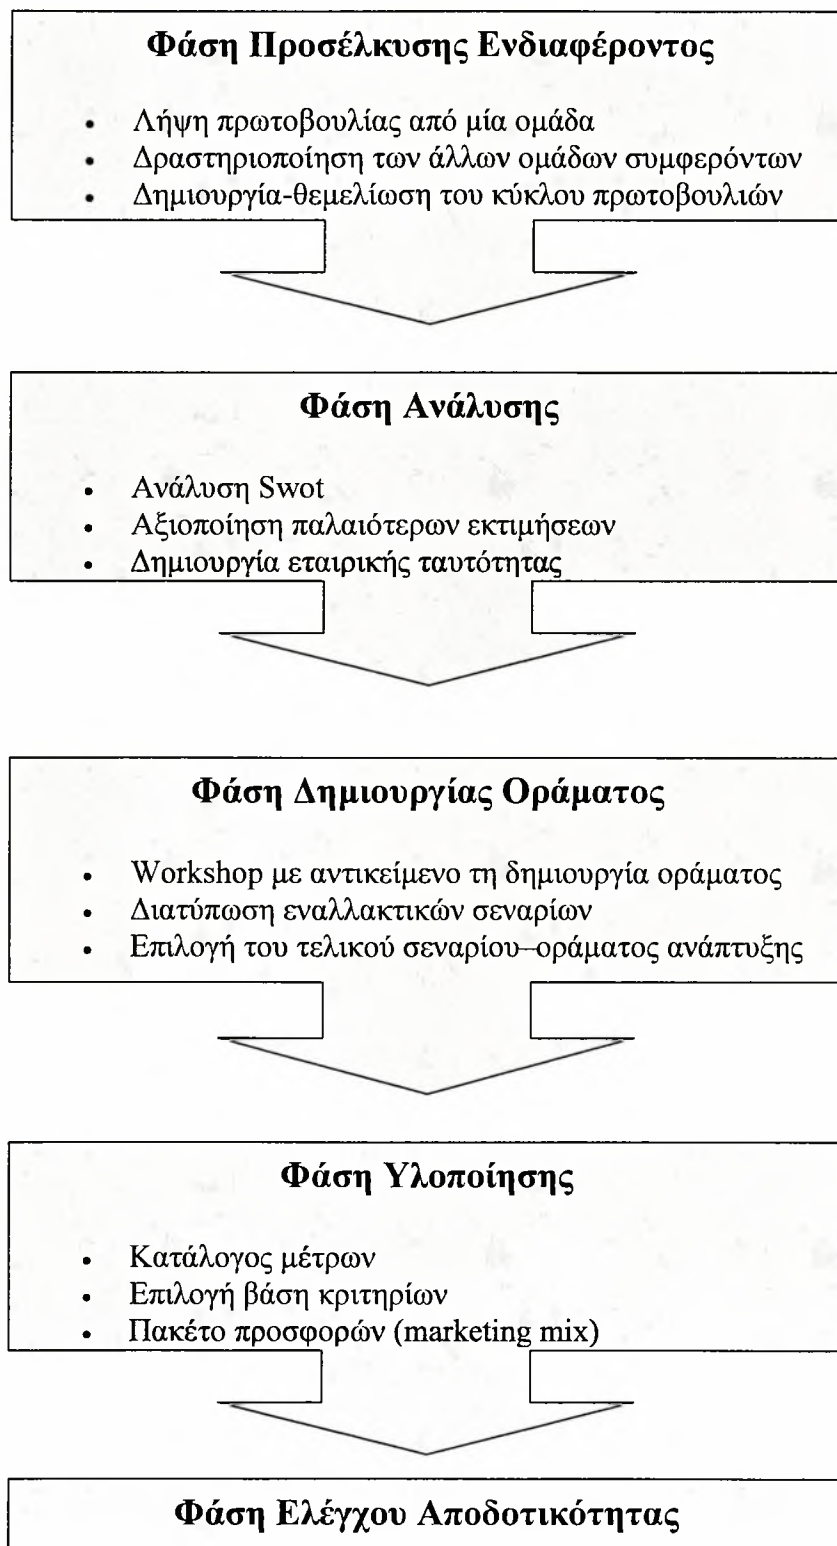 Φάση Προσέλκυσης Ενδιαφέροντος
• Λήψη πρωτοβουλίας από μία ομάδα
• Δραστηριοποίηση των άλλων ομάδων συμφερόντων
• Δημιουργία-θεμελίωση του κύκλου πρωτοβουλιών
Φάση Ανάλυσης
• Ανάλυση Swot
• Αξιοποίηση παλαιότερων εκτιμήσεων
• Δημιουργία εταιρικής ταυτότητας
Φάση Δημιουργίας Οράματος
• Workshop με αντικείμενο τη δημιουργία οράματος
• Διατύπωση εναλλακτικών σεναρίων
• Επιλογή του τελικού σεναρίου–οράματος ανάπτυξης
Φάση Υλοποίησης
• Κατάλογος μέτρων
• Επιλογή βάση κριτηρίων
• Πακέτο προσφορών (marketing mix)
Φάση Ελέγχου Αποδοτικότητας